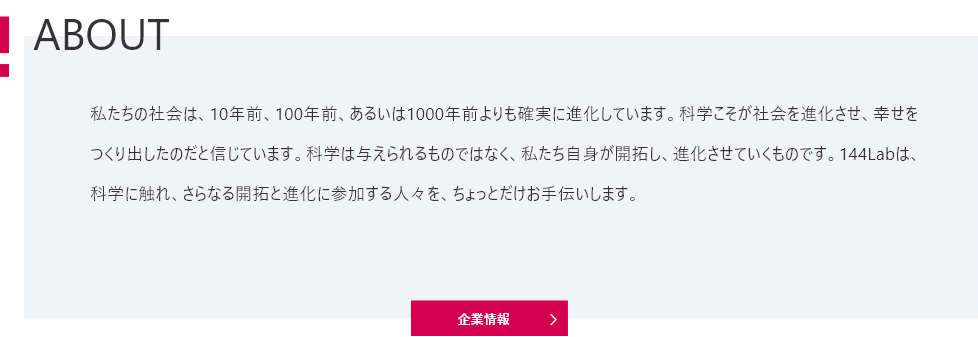 ABOUT
私たちの社会は、10年前、100年前、あるいは1000年前よりも確実に進化しています。科学こそが社会を進化させ、幸せを
つくり出したのだと信じています。科学は与えられるものではなく、私たち自身が開拓し、進化させていくものです。144Labは、
科学に触れ、さらなる開拓と進化に参加する人々を、ちょっとだけお手伝いします。
企業情報